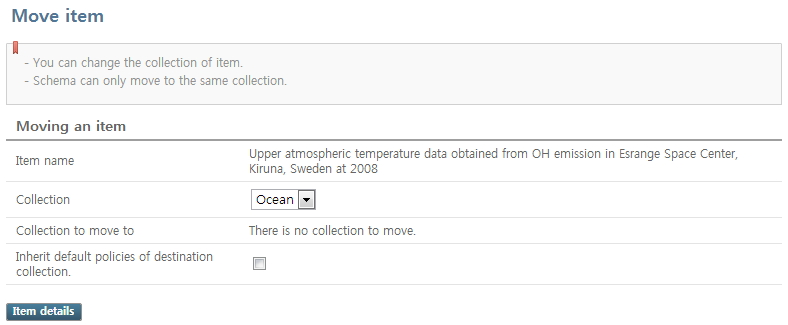 Move item
- You can change the collection of item.
- Schema can only move to the same collection.
Moving an item
Item name
Upper atmospheric temperature data obtained from OH emission in Esrange Space Center,
Kiruna, Sweden at 2008
Collection
Ocean
Collection to move to
There is no collection to move.
Inherit default policies of destination
collection.
Item details